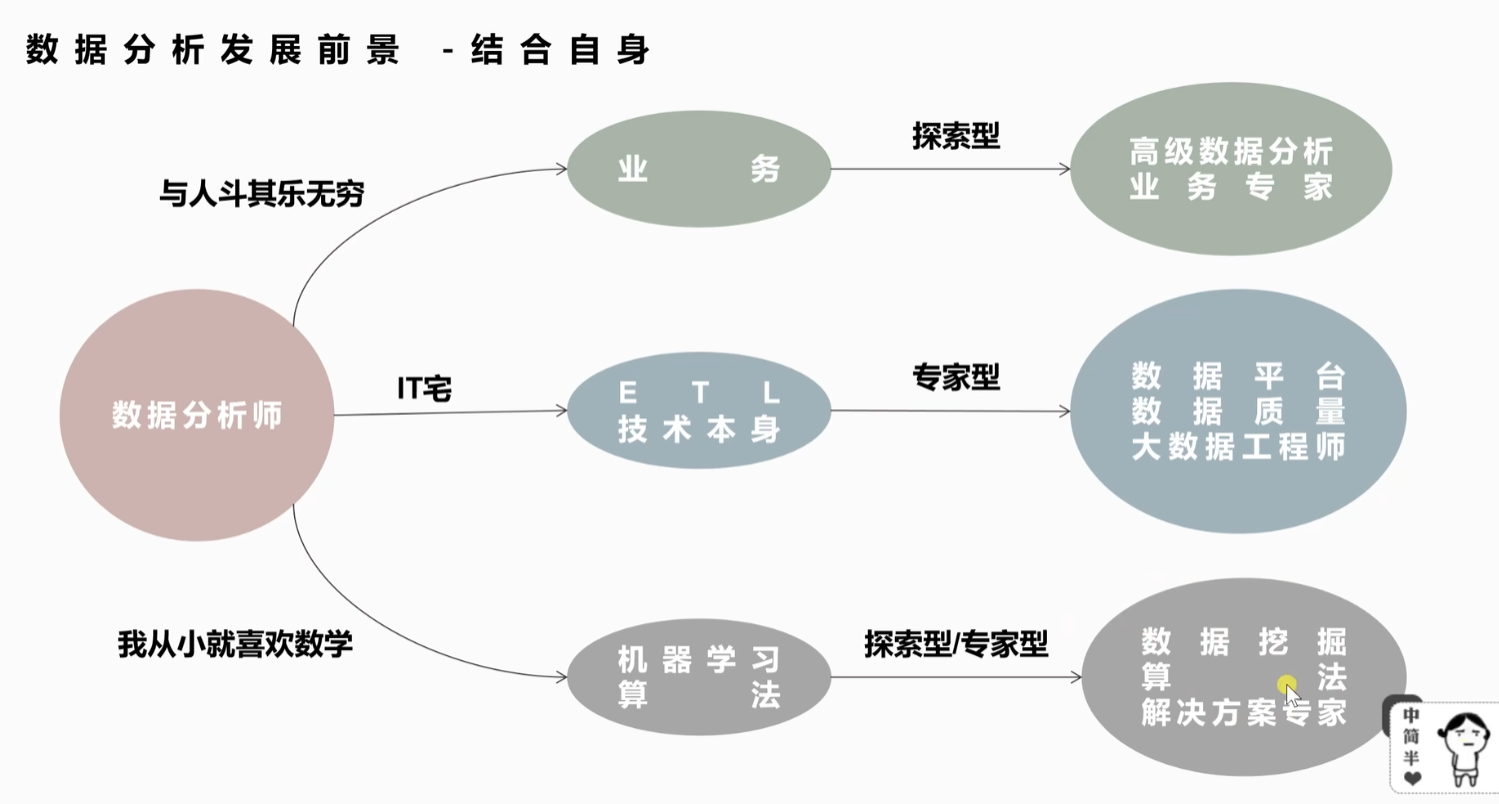 数据分析发展前景 -结合自身
与人斗其乐无穷
业务
探索型
高级数据分析
业务专家
数据分析师
IT宅
ETL
技术本身
专家型
数据平台
数据质量
大数据工程师
我从小就喜欢数学
机器学习
算法
探索型/专家型
数据挖掘
算法
解决方案专家
中
简
半